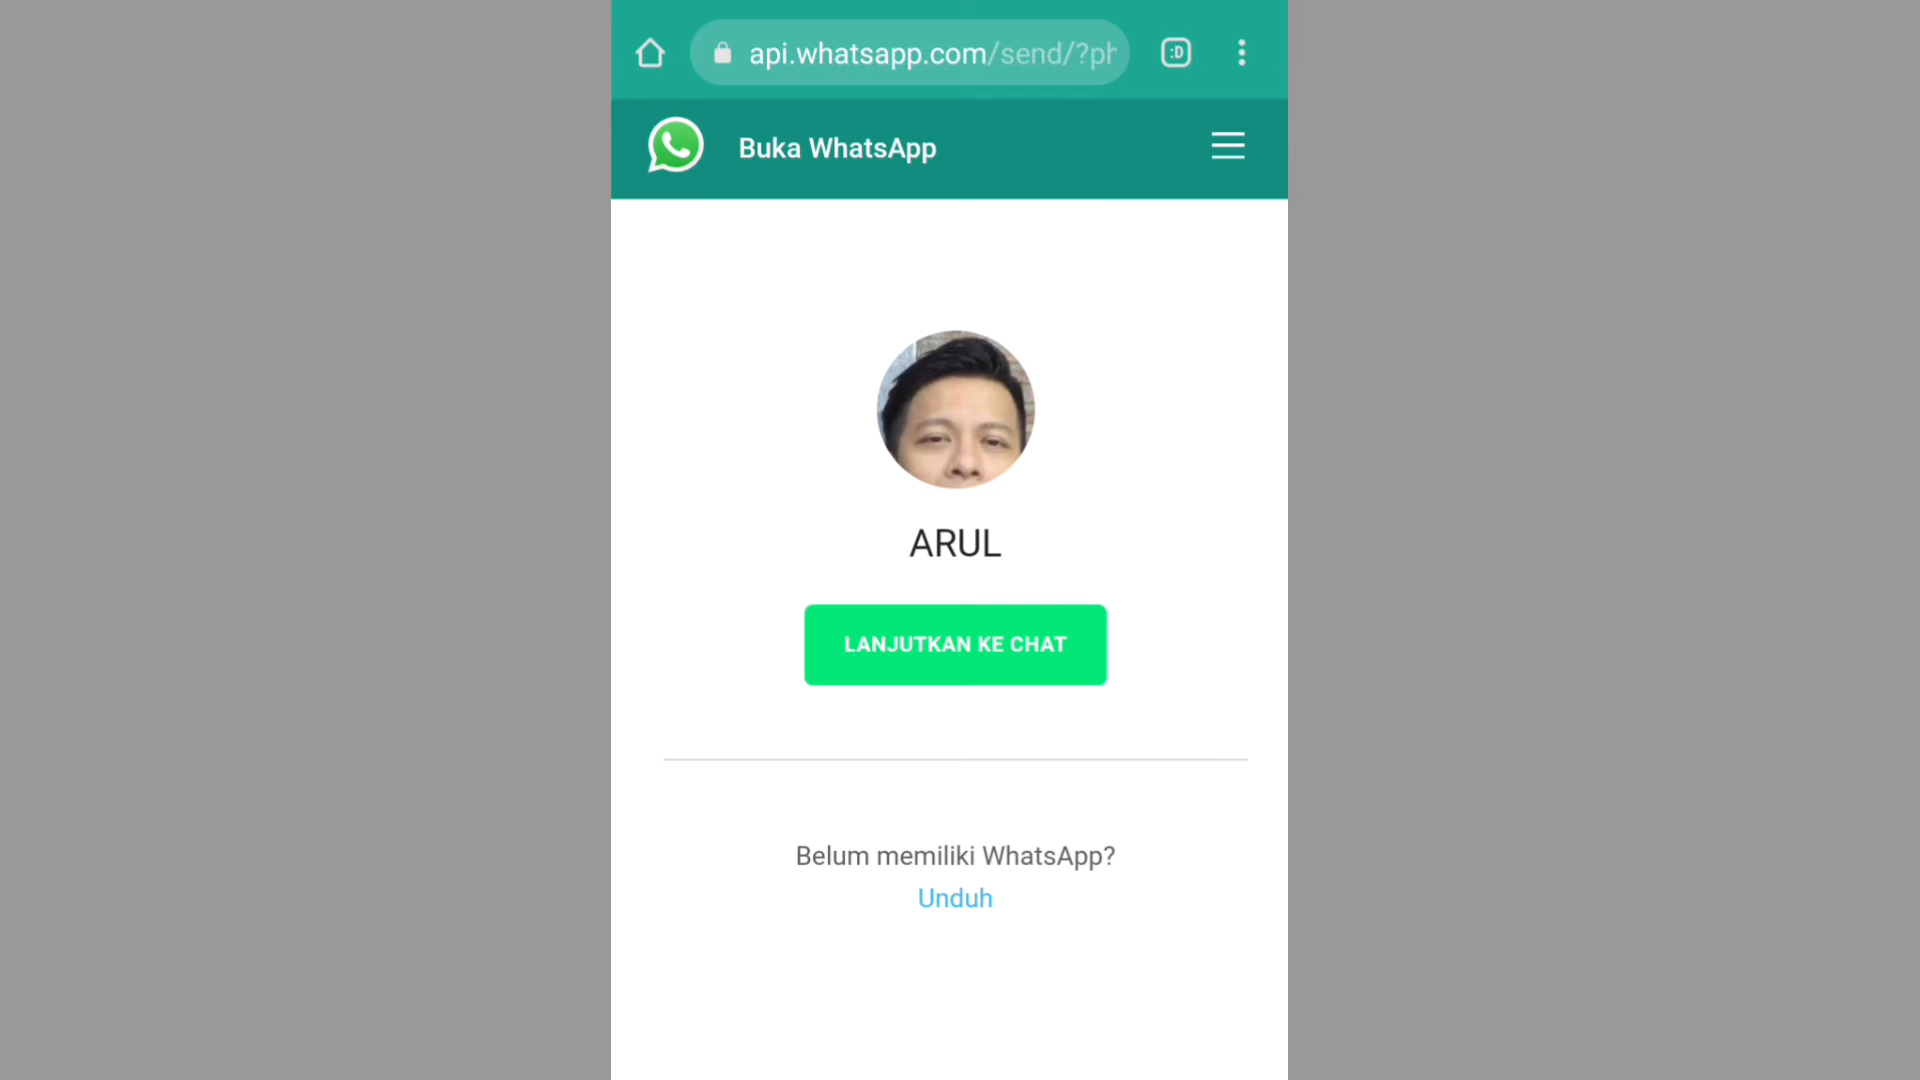 api.whatsapp.com/send/?ph
:D
Buka WhatsApp
ARUL
LANJUTKAN KE CHAT
Belum memiliki WhatsApp?
Unduh